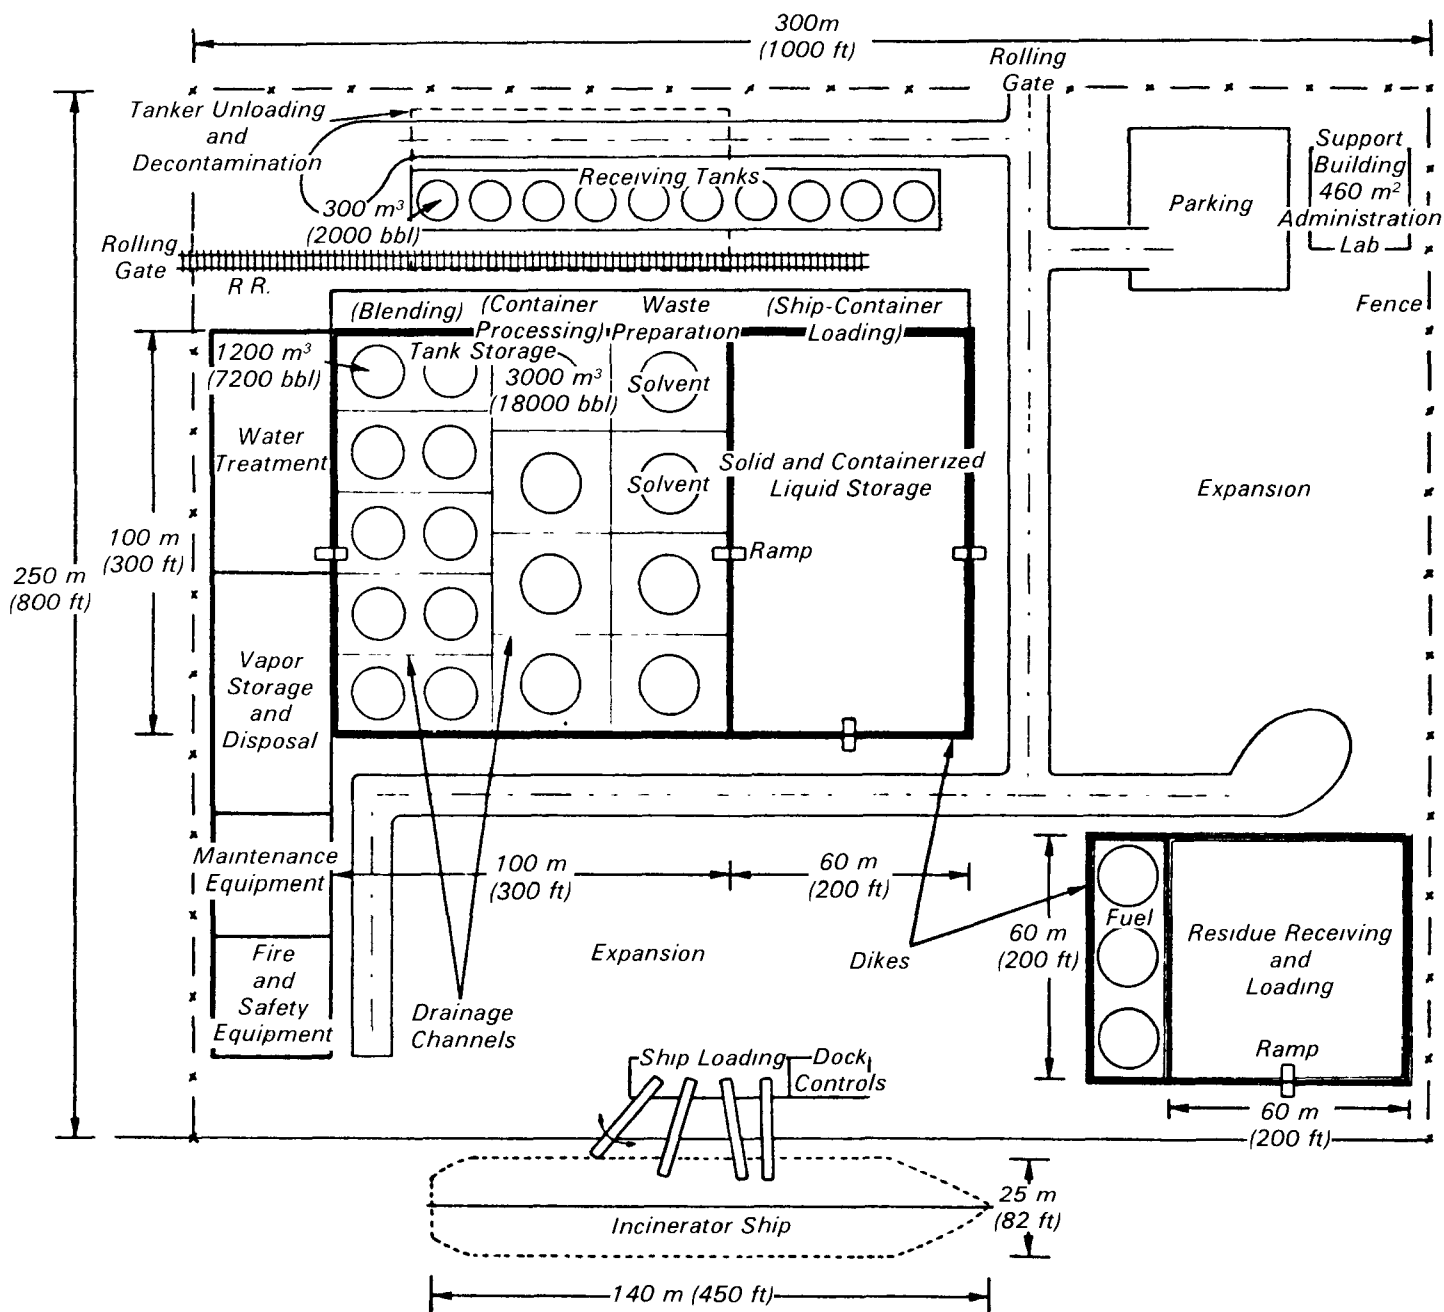 300m
(1000 ft)
Rolling
Gate
Tanker Unloading
and
Decontamination
Receiving Tanks
300 m³
(2000 bbl)
Parking
Support
Building
460 m²
Administration
Lab
Rolling
Gate
R R.
Fence
(Blending)
(Container
Processing)
Waste
Preparation
(Ship-Container
Loading)
1200 m³
(7200 bbl)
Tank Storage
3000 m³
(18000 bbl)
Solvent
Water
Treatment
Solvent
Solid and Containerized
Liquid Storage
Expansion
100 m
(300 ft)
Ramp
250 m
(800 ft)
Vapor
Storage
and
Disposal
Maintenance
Equipment
100 m
(300 ft)
60 m
(200 ft)
Fire
and
Safety
Equipment
Drainage
Channels
Expansion
Dikes
60 m
(200 ft)
Fuel
Residue Receiving
and
Loading
Ramp
60 m
(200 ft)
Ship Loading
Dock
Controls
Incinerator Ship
25 m
(82 ft)
140 m (450 ft)